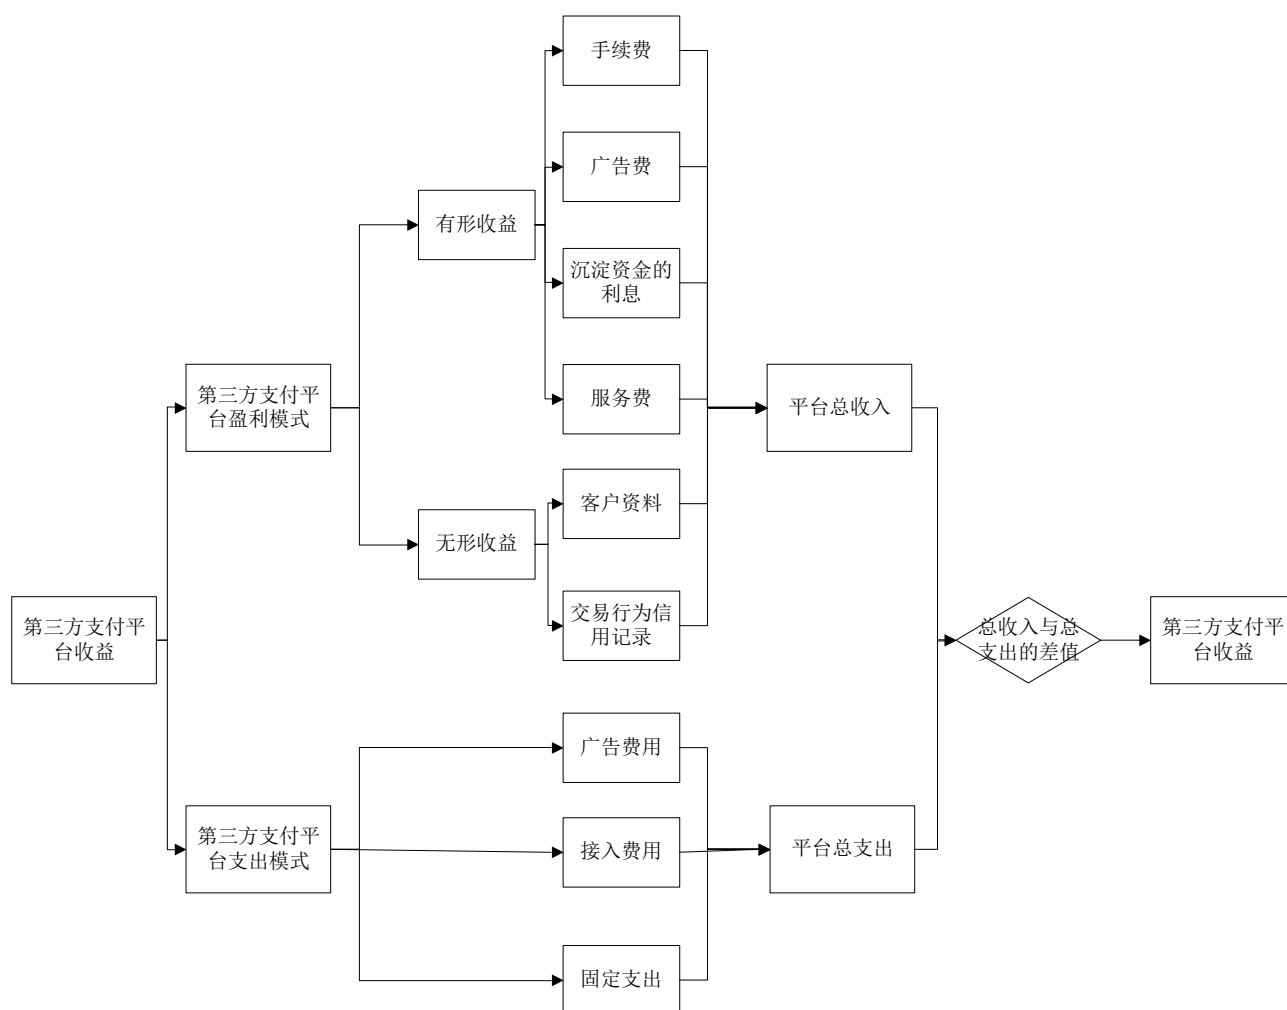 手续费
广告费
有形收益
沉淀资金的
利息
第三方支付平
台盈利模式
服务费
平台总收入
客户资料
无形收益
交易行为信
用记录
第三方支付平
台收益
总收入与总
支出的差值
第三方支付平
台收益
广告费用
第三方支付平
台支出模式
接入费用
平台总支出
固定支出